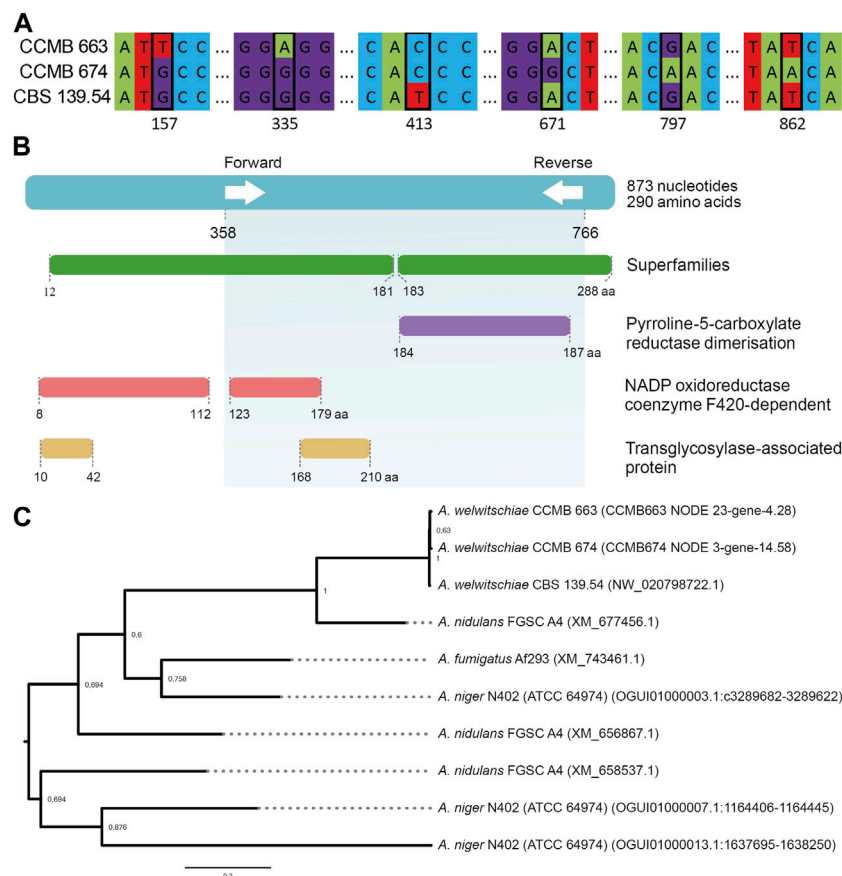 A
CCMB 663 A T T C C ... G G A G G ... C A C C C ... G G A C T ... A C G A C ... T A T C A
CCMB 674 A T G C C ... G G G G G ... C A C C C ... G G G C T ... A C A A C ... T A A C A
CBS 139.54 A T G C C ... G G G G G ... C A T C C ... G G A C T ... A C G A C ... T A T C A
157 335 413 671 797 862
B
Forward Reverse
873 nucleotides
290 amino acids
358 766
Superfamilies
12 181 183 288 aa
Pyrroline-5-carboxylate
reductase dimerisation
184 187 aa
NADP oxidoreductase
coenzyme F420-dependent
8 112 123 179 aa
Transglycosylase-associated
protein
10 42 168 210 aa
C
A. welwitschiae CCMB 663 (CCMB663 NODE 23-gene-4.28)
0,63
A. welwitschiae CCMB 674 (CCMB674 NODE 3-gene-14.58)
1
A. welwitschiae CBS 139.54 (NW_020798722.1)
1
A. nidulans FGSC A4 (XM_677456.1)
0,6
A. fumigatus Af293 (XM_743461.1)
0,758
0,694
A. niger N402 (ATCC 64974) (OGUI01000003.1:c3289682-3289622)
A. nidulans FGSC A4 (XM_656867.1)
A. nidulans FGSC A4 (XM_658537.1)
0,694
A. niger N402 (ATCC 64974) (OGUI01000007.1:1164406-1164445)
0,876
A. niger N402 (ATCC 64974) (OGUI01000013.1:1637695-1638250)